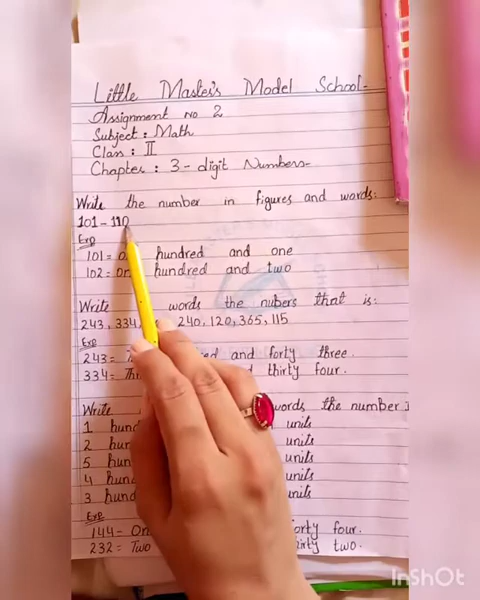 Little Master's Model School-
Assignment No 2
Subject: Math
Class: II
Chapter: 3-digit Numbers-
Write the number in figures and words:
101 - 110
Exp
101 = hundred and one
102 = hundred and two
Write words the nubers that is:
243, 334, 240, 120, 365, 115
Exp
243 = and forty three.
334 = thirty four.
Write words the number
1 units
2 units
5 units
4 units
3 units
Exp
144 - forty four.
232 = Two thirty two.
InShOt